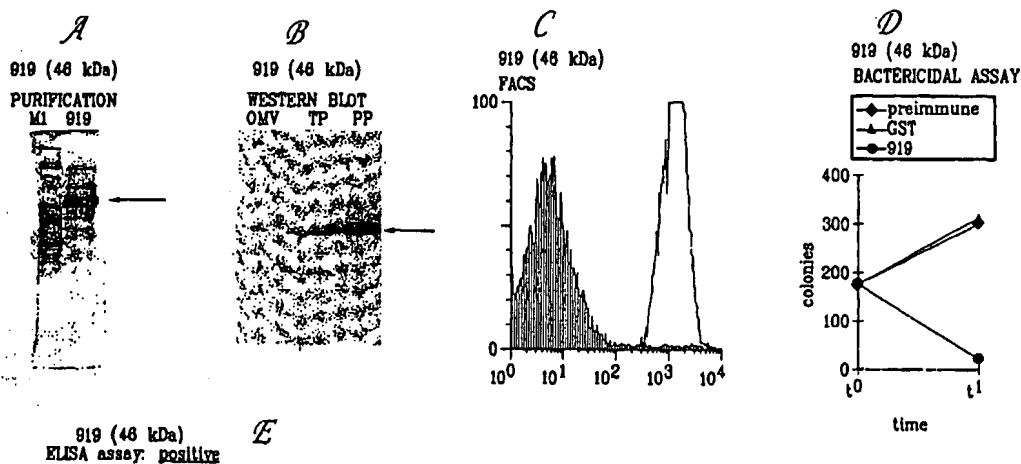 A
919 (46 kDa)
PURIFICATION
M1 919
B
919 (46 kDa)
WESTERN BLOT
OMV TP PP
C
919 (46 kDa)
FACS
100
0
10^0 10^1 10^2 10^3 10^4
D
919 (46 kDa)
BACTERICIDAL ASSAY
preimmune
GST
919
400
300
200
100
0
colonies
t^0 t^1
time
919 (46 kDa)
ELISA assay: positive
E